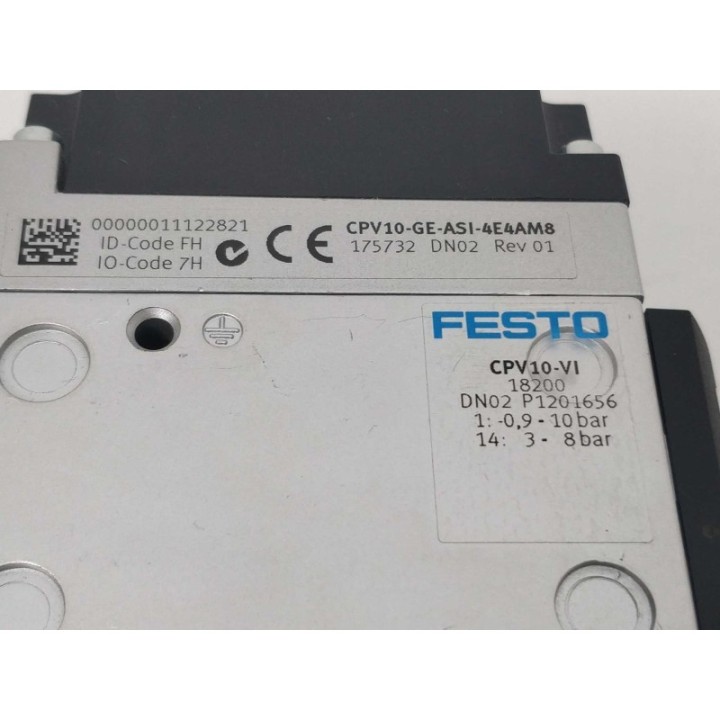 00000011122821
ID-Code FH
IO-Code 7H
CE
CPV10-GE-ASI-4E4AM8
175732 DN02 Rev 01
FESTO
CPV10-VI
18200
DN02 P1201656
1: -0,9 - 10 bar
14: 3 - 8 bar